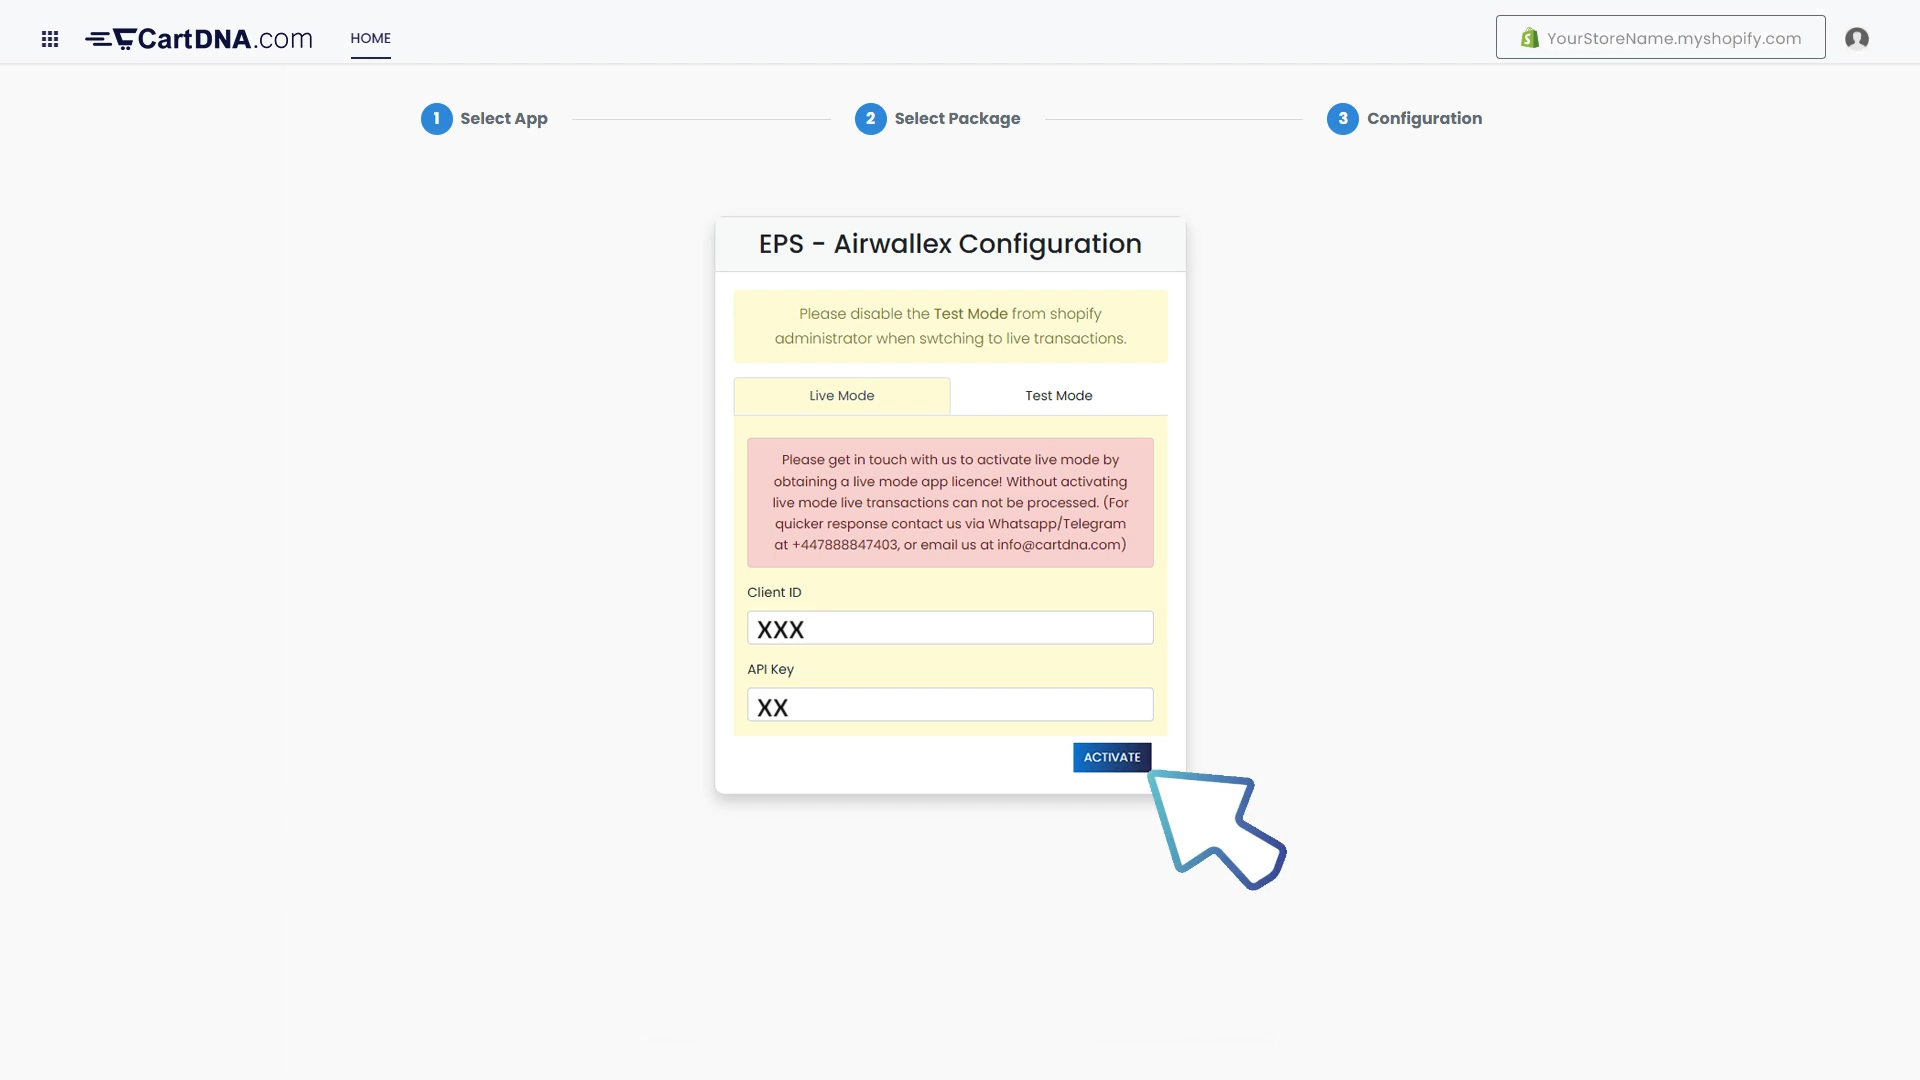 CartDNA.com
HOME
YourStoreName.myshopify.com
1 Select App
2 Select Package
3 Configuration
EPS - Airwallex Configuration
Please disable the Test Mode from shopify
administrator when swtching to live transactions.
Live Mode
Test Mode
Please get in touch with us to activate live mode by
obtaining a live mode app licence! Without activating
live mode live transactions can not be processed. (For
quicker response contact us via Whatsapp/Telegram
at +447888847403, or email us at info@cartdna.com)
Client ID
XXX
API Key
XX
ACTIVATE